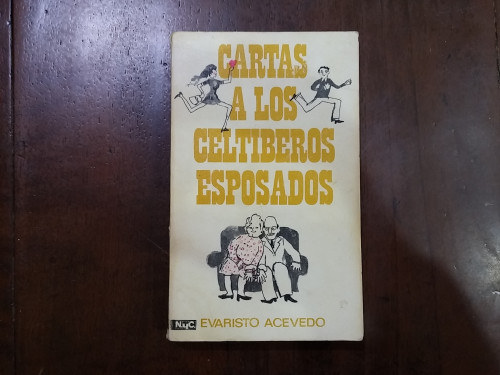 CARTAS
A LOS
CELTIBEROS
ESPOSADOS
N.y C. EVARISTO ACEVEDO